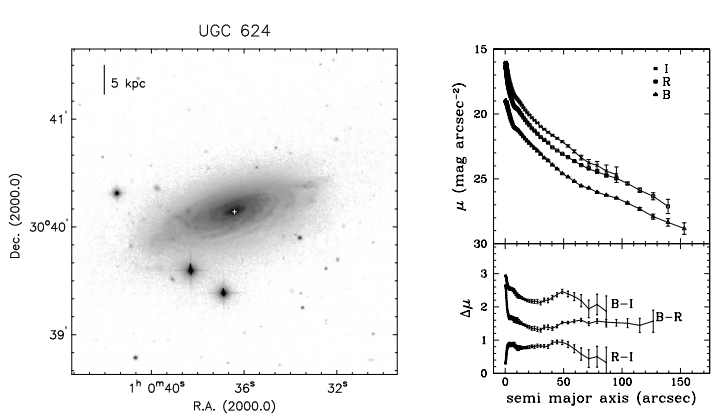 UGC 624
5 kpc
41'
30°40'
39'
Dec. (2000.0)
1h 0m40s
36s
32s
R.A. (2000.0)
15
20
25
30
μ (mag arcsec⁻²)
I
R
B
3
2
1
0
Δμ
B-I
B-R
R-I
0
50
100
150
semi major axis (arcsec)